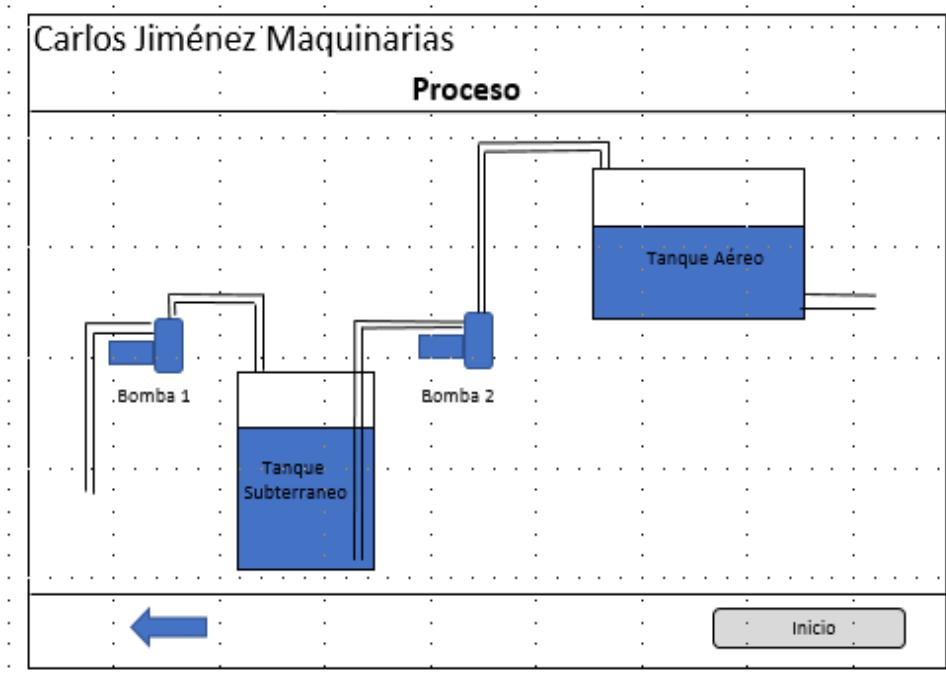 Carlos Jiménez Maquinarias
Proceso
Tanque Aéreo
Bomba 1
Bomba 2
Tanque
Subterraneo
Inicio